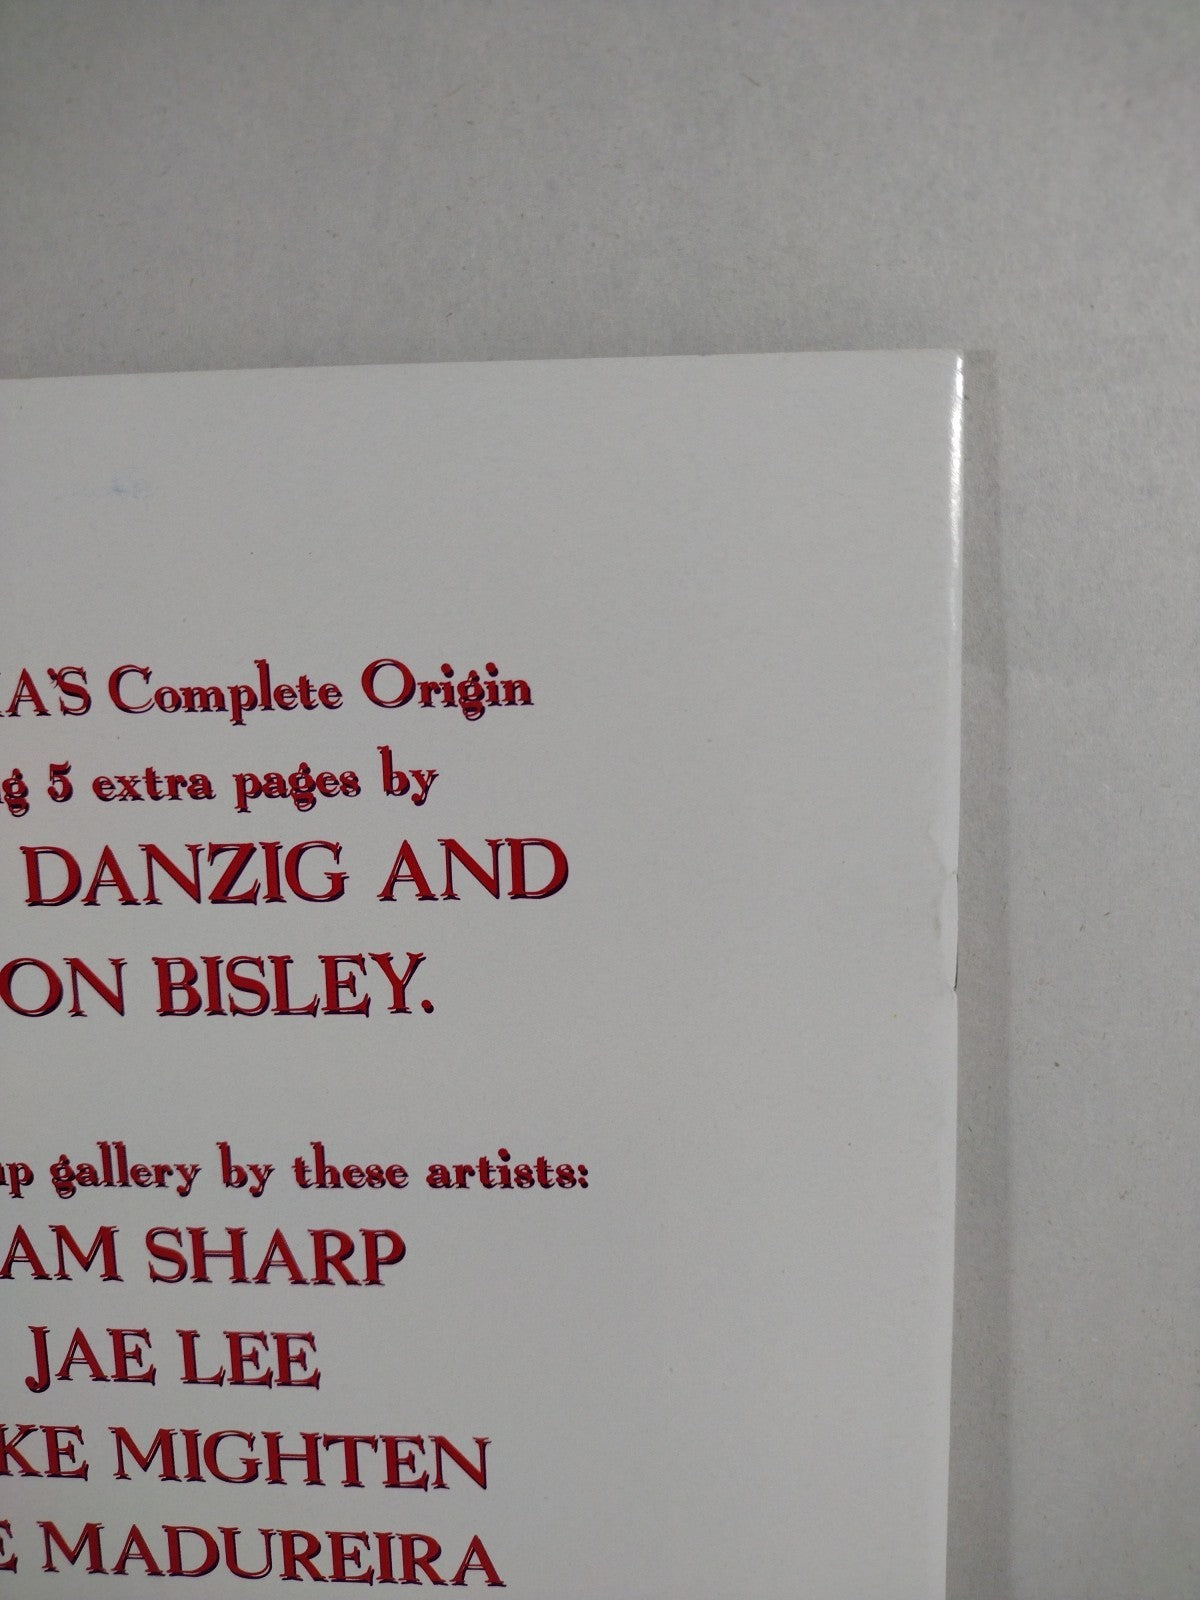 A'S Complete Origin
g 5 extra pages by
DANZIG AND
ON BISLEY.
up gallery by these artists:
AM SHARP
JAE LEE
KE MIGHTEN
E MADUREIRA